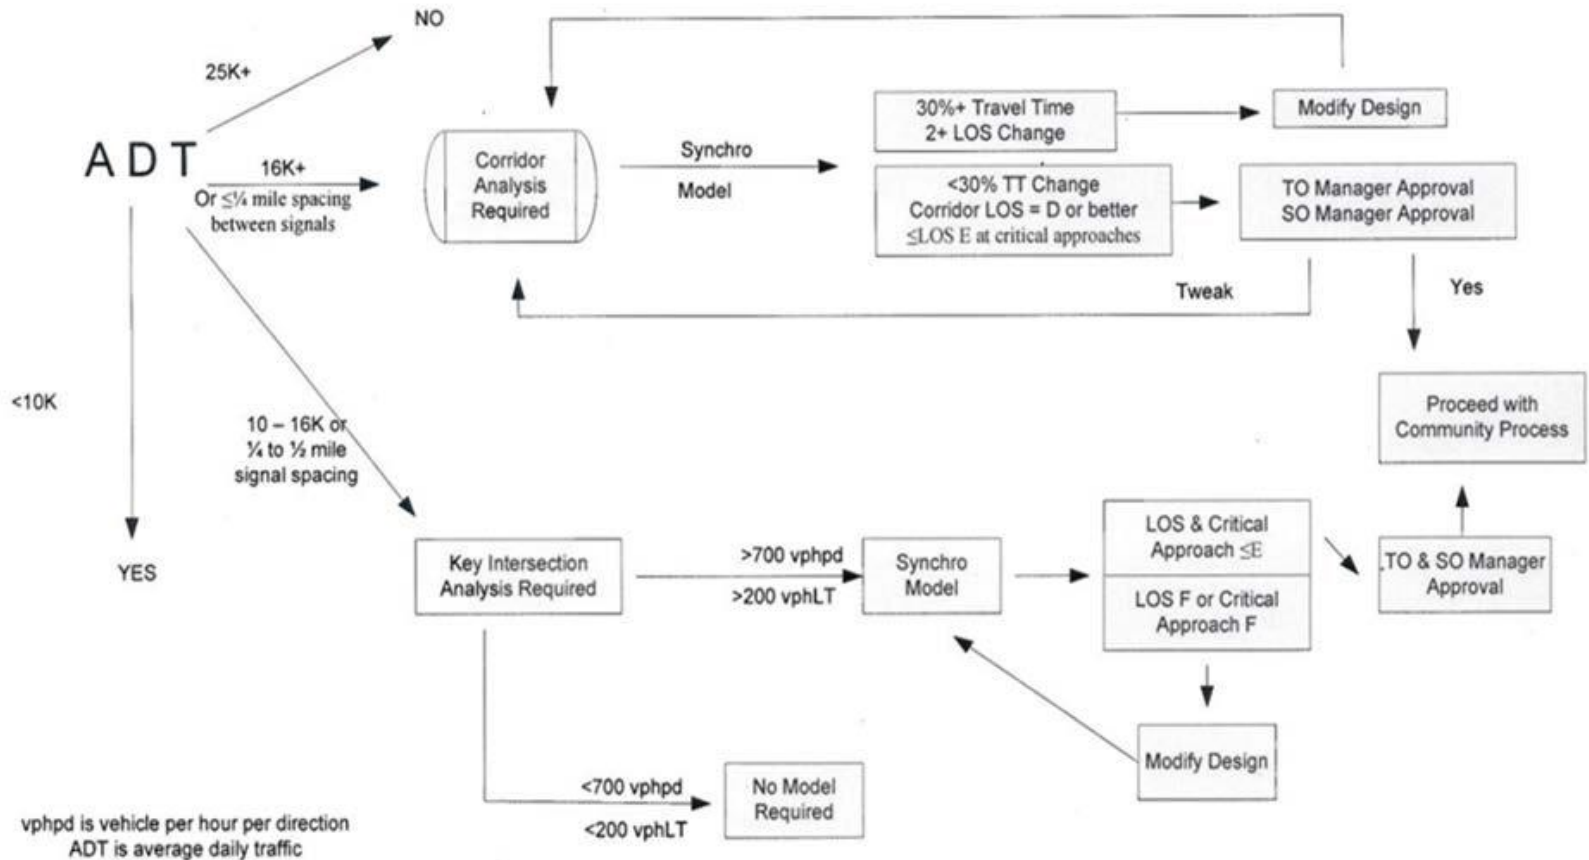 NO
25K+
ADT
16K+
Or ≤¼ mile spacing
between signals
Corridor
Analysis
Required
Synchro
Model
30%+ Travel Time
2+ LOS Change
Modify Design
<30% TT Change
Corridor LOS = D or better
≤LOS E at critical approaches
TO Manager Approval
SO Manager Approval
Tweak
Yes
<10K
10 – 16K or
¼ to ½ mile
signal spacing
Proceed with
Community Process
YES
Key Intersection
Analysis Required
>700 vphpd
>200 vphLT
Synchro
Model
LOS & Critical
Approach ≤E
LOS F or Critical
Approach F
TO & SO Manager
Approval
Modify Design
<700 vphpd
<200 vphLT
No Model
Required
vphpd is vehicle per hour per direction
ADT is average daily traffic